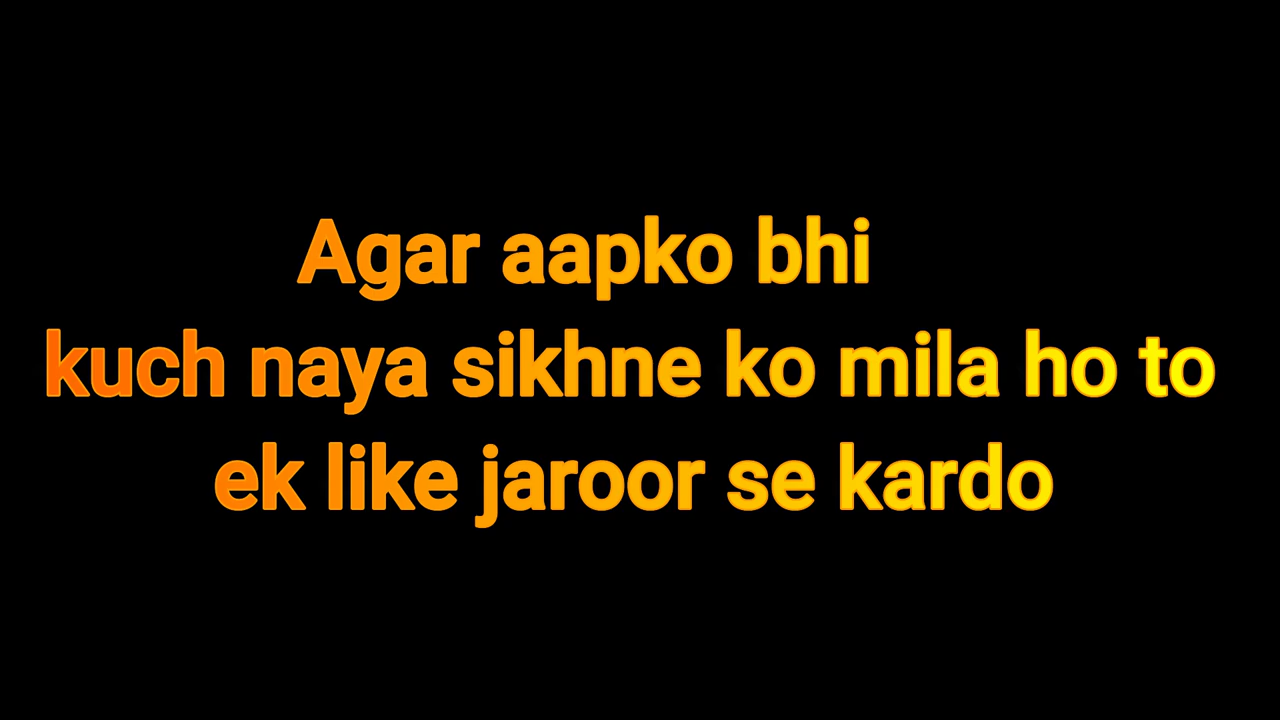 Agar aapko bhi
kuch naya sikhne ko mila ho to
ek like jaroor se kardo